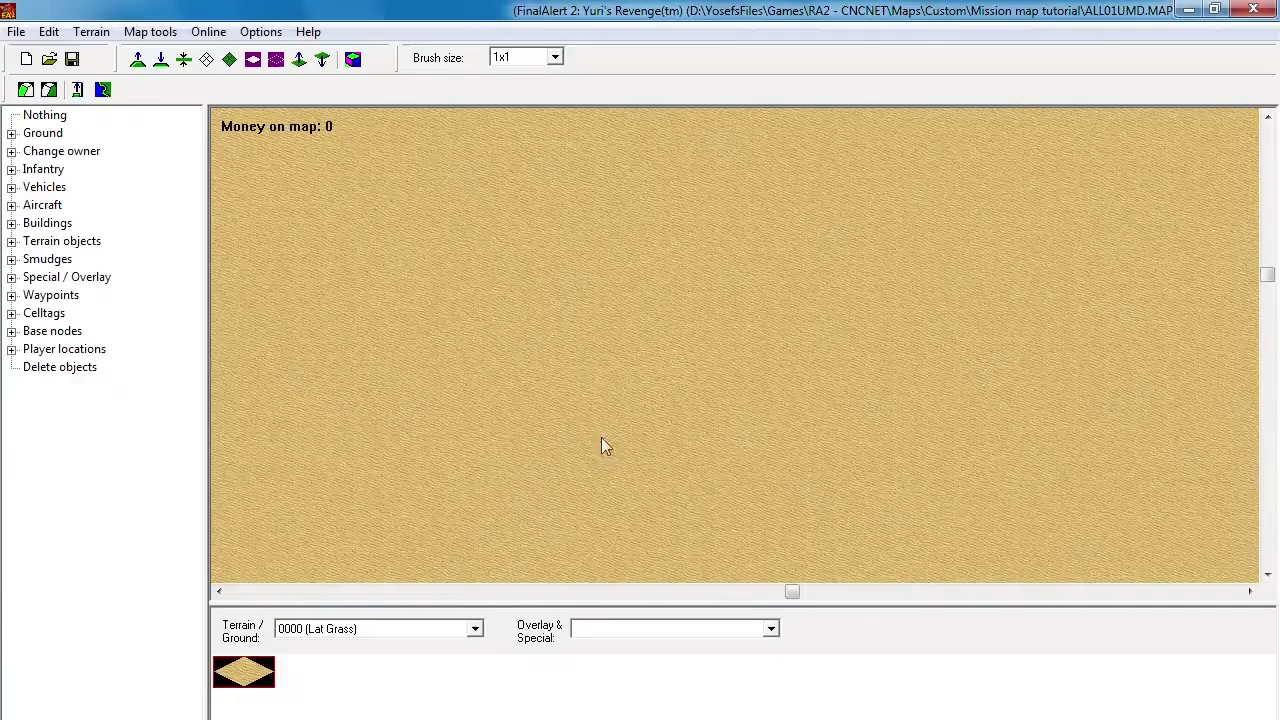 (FinalAlert 2: Yuri's Revenge(tm) (D:\YosefsFiles\Games\RA2 - CNCNET\Maps\Custom\Mission map tutorial\ALL01UMD.MAP
File Edit Terrain Map tools Online Options Help
Brush size: 1x1
Nothing
Ground
Change owner
Infantry
Vehicles
Aircraft
Buildings
Terrain objects
Smudges
Special / Overlay
Waypoints
Celltags
Base nodes
Player locations
Delete objects
Money on map: 0
Terrain / Ground: 0000 (Lat Grass)
Overlay & Special: